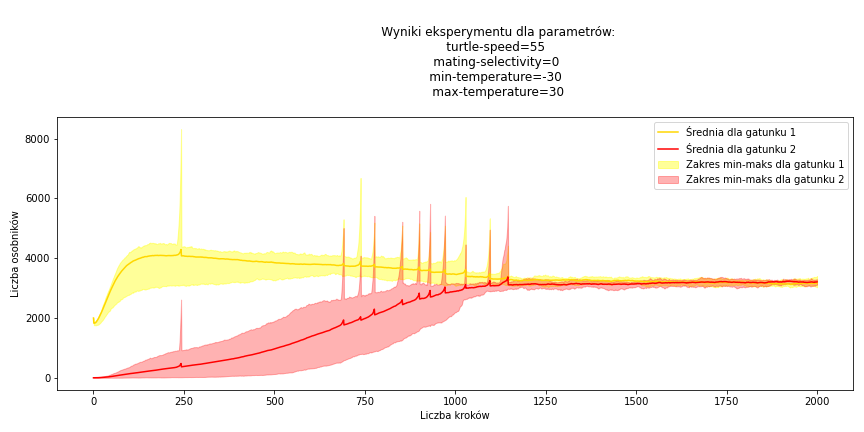 Wyniki eksperymentu dla parametrów:
turtle-speed=55
mating-selectivity=0
min-temperature=-30
max-temperature=30
Liczba osobników
8000
6000
4000
2000
0
Średnia dla gatunku 1
Średnia dla gatunku 2
Zakres min-maks dla gatunku 1
Zakres min-maks dla gatunku 2
0 250 500 750 1000 1250 1500 1750 2000
Liczba kroków